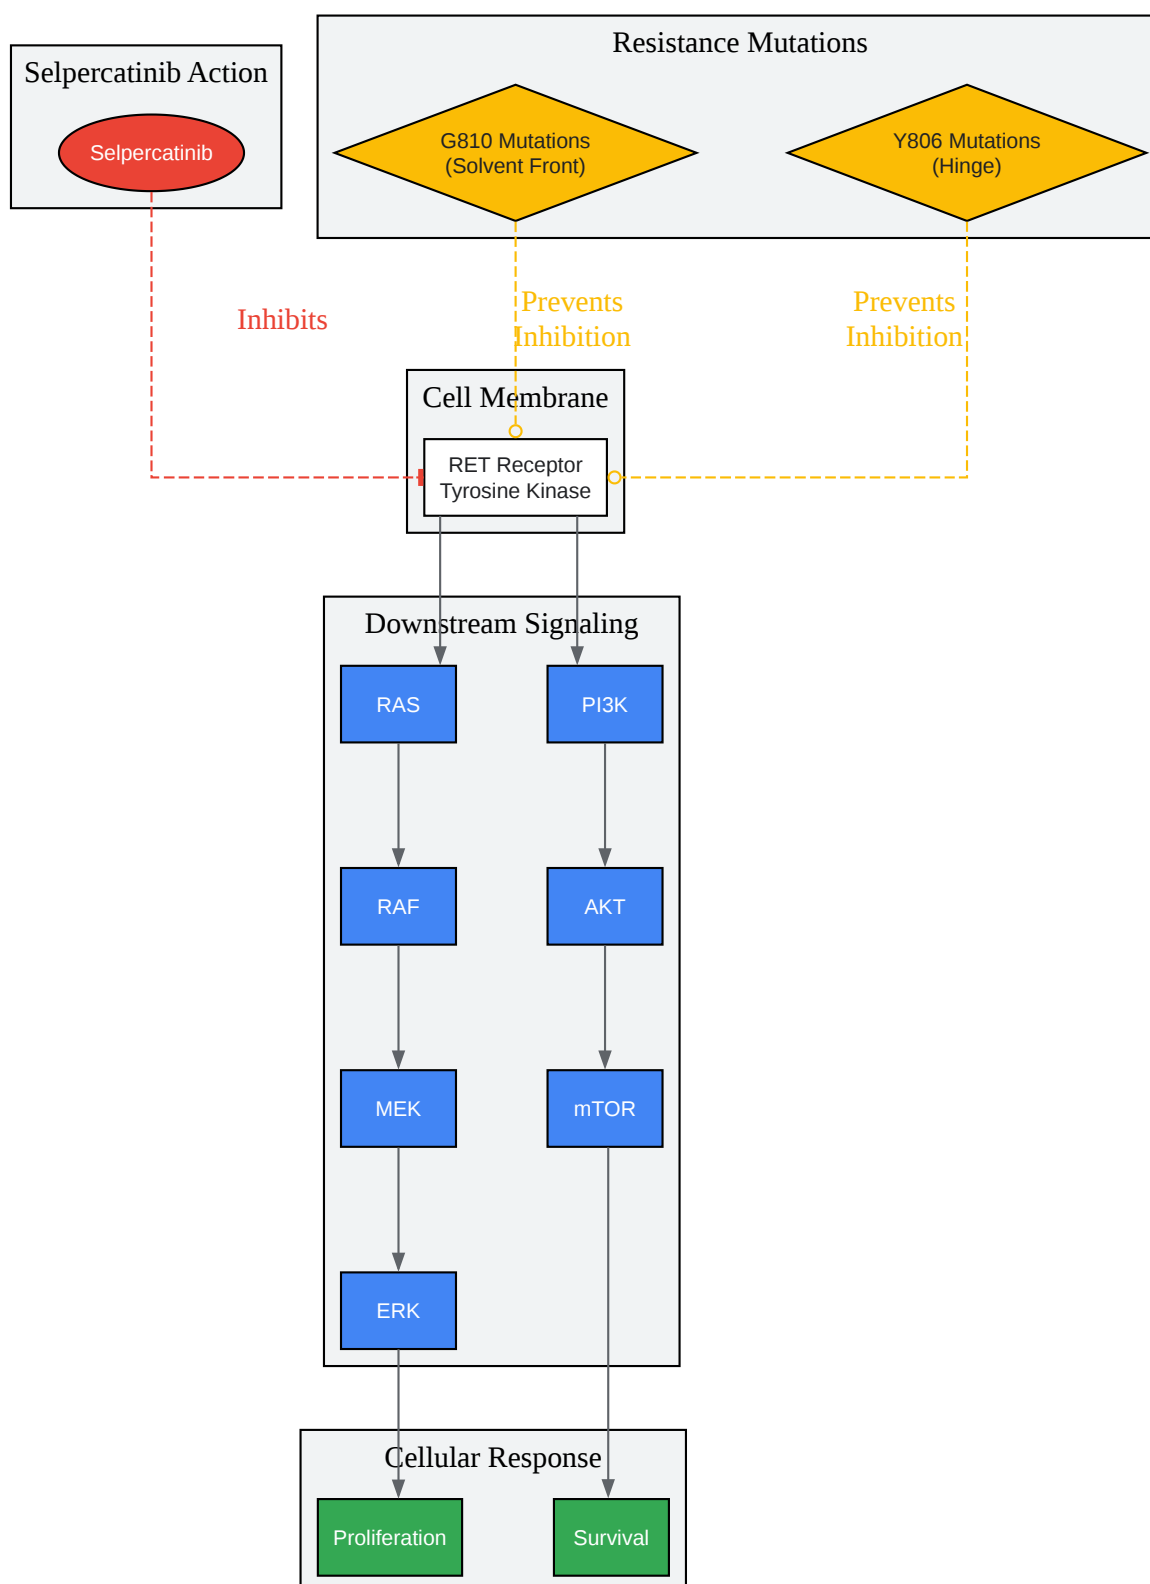 Selpercatinib Action
Selpercatinib
Resistance Mutations
G810 Mutations
(Solvent Front)
Y806 Mutations
(Hinge)
Inhibits
Prevents
Inhibition
Prevents
Inhibition
Cell Membrane
RET Receptor
Tyrosine Kinase
Downstream Signaling
RAS
PI3K
RAF
AKT
MEK
mTOR
ERK
Cellular Response
Proliferation
Survival